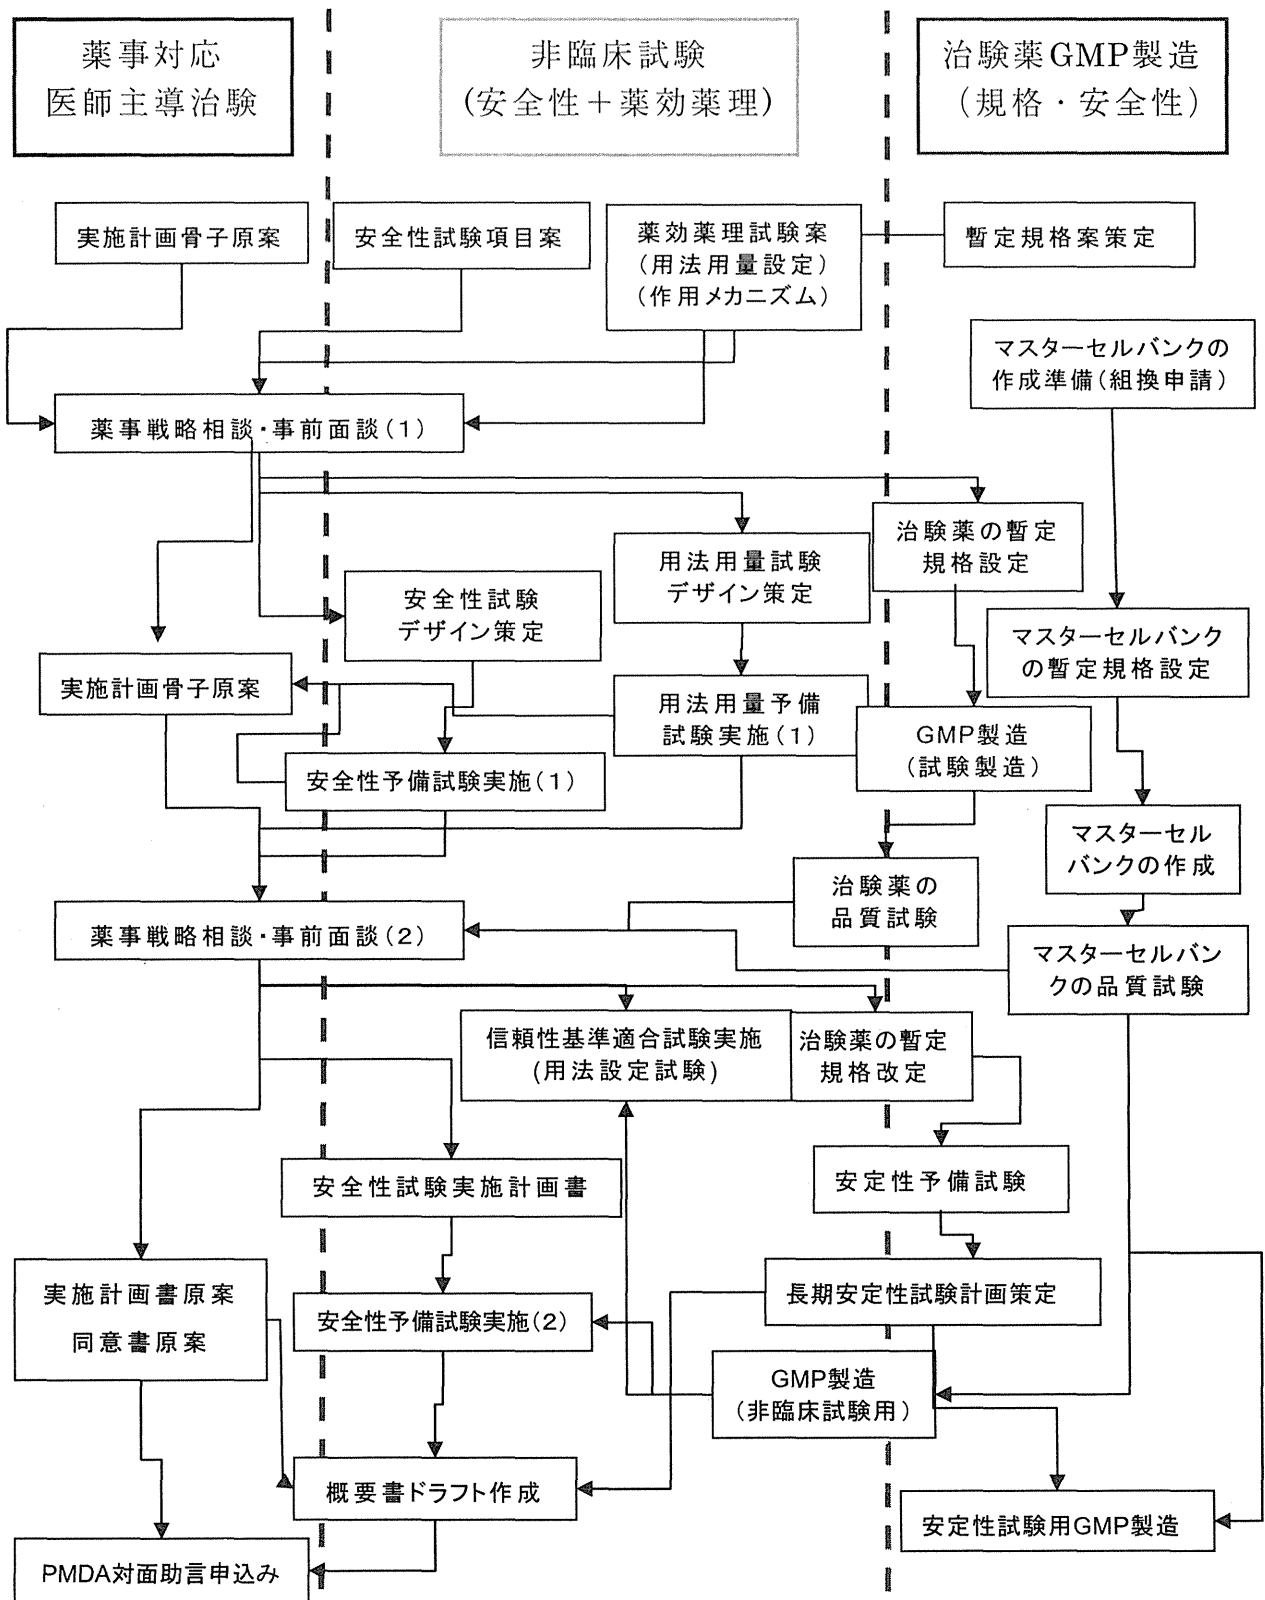 薬事対応
医師主導治験
非臨床試験
(安全性＋薬効薬理)
治験薬GMP製造
(規格・安全性)
実施計画骨子原案
安全性試験項目案
薬効薬理試験案
(用法用量設定)
(作用メカニズム)
暫定規格案策定
マスターセルバンクの
作成準備(組換申請)
薬事戦略相談・事前面談(1)
治験薬の暫定
規格設定
用法用量試験
デザイン策定
安全性試験
デザイン策定
マスターセルバンク
の暫定規格設定
実施計画骨子原案
用法用量予備
試験実施(1)
GMP製造
(試験製造)
安全性予備試験実施(1)
マスターセル
バンクの作成
治験薬の
品質試験
薬事戦略相談・事前面談(2)
マスターセルバン
クの品質試験
信頼性基準適合試験実施
(用法設定試験)
治験薬の暫定
規格改定
安全性試験実施計画書
安定性予備試験
実施計画書原案
同意書原案
安全性予備試験実施(2)
長期安定性試験計画策定
GMP製造
(非臨床試験用)
概要書ドラフト作成
安定性試験用GMP製造
PMDA対面助言申込み